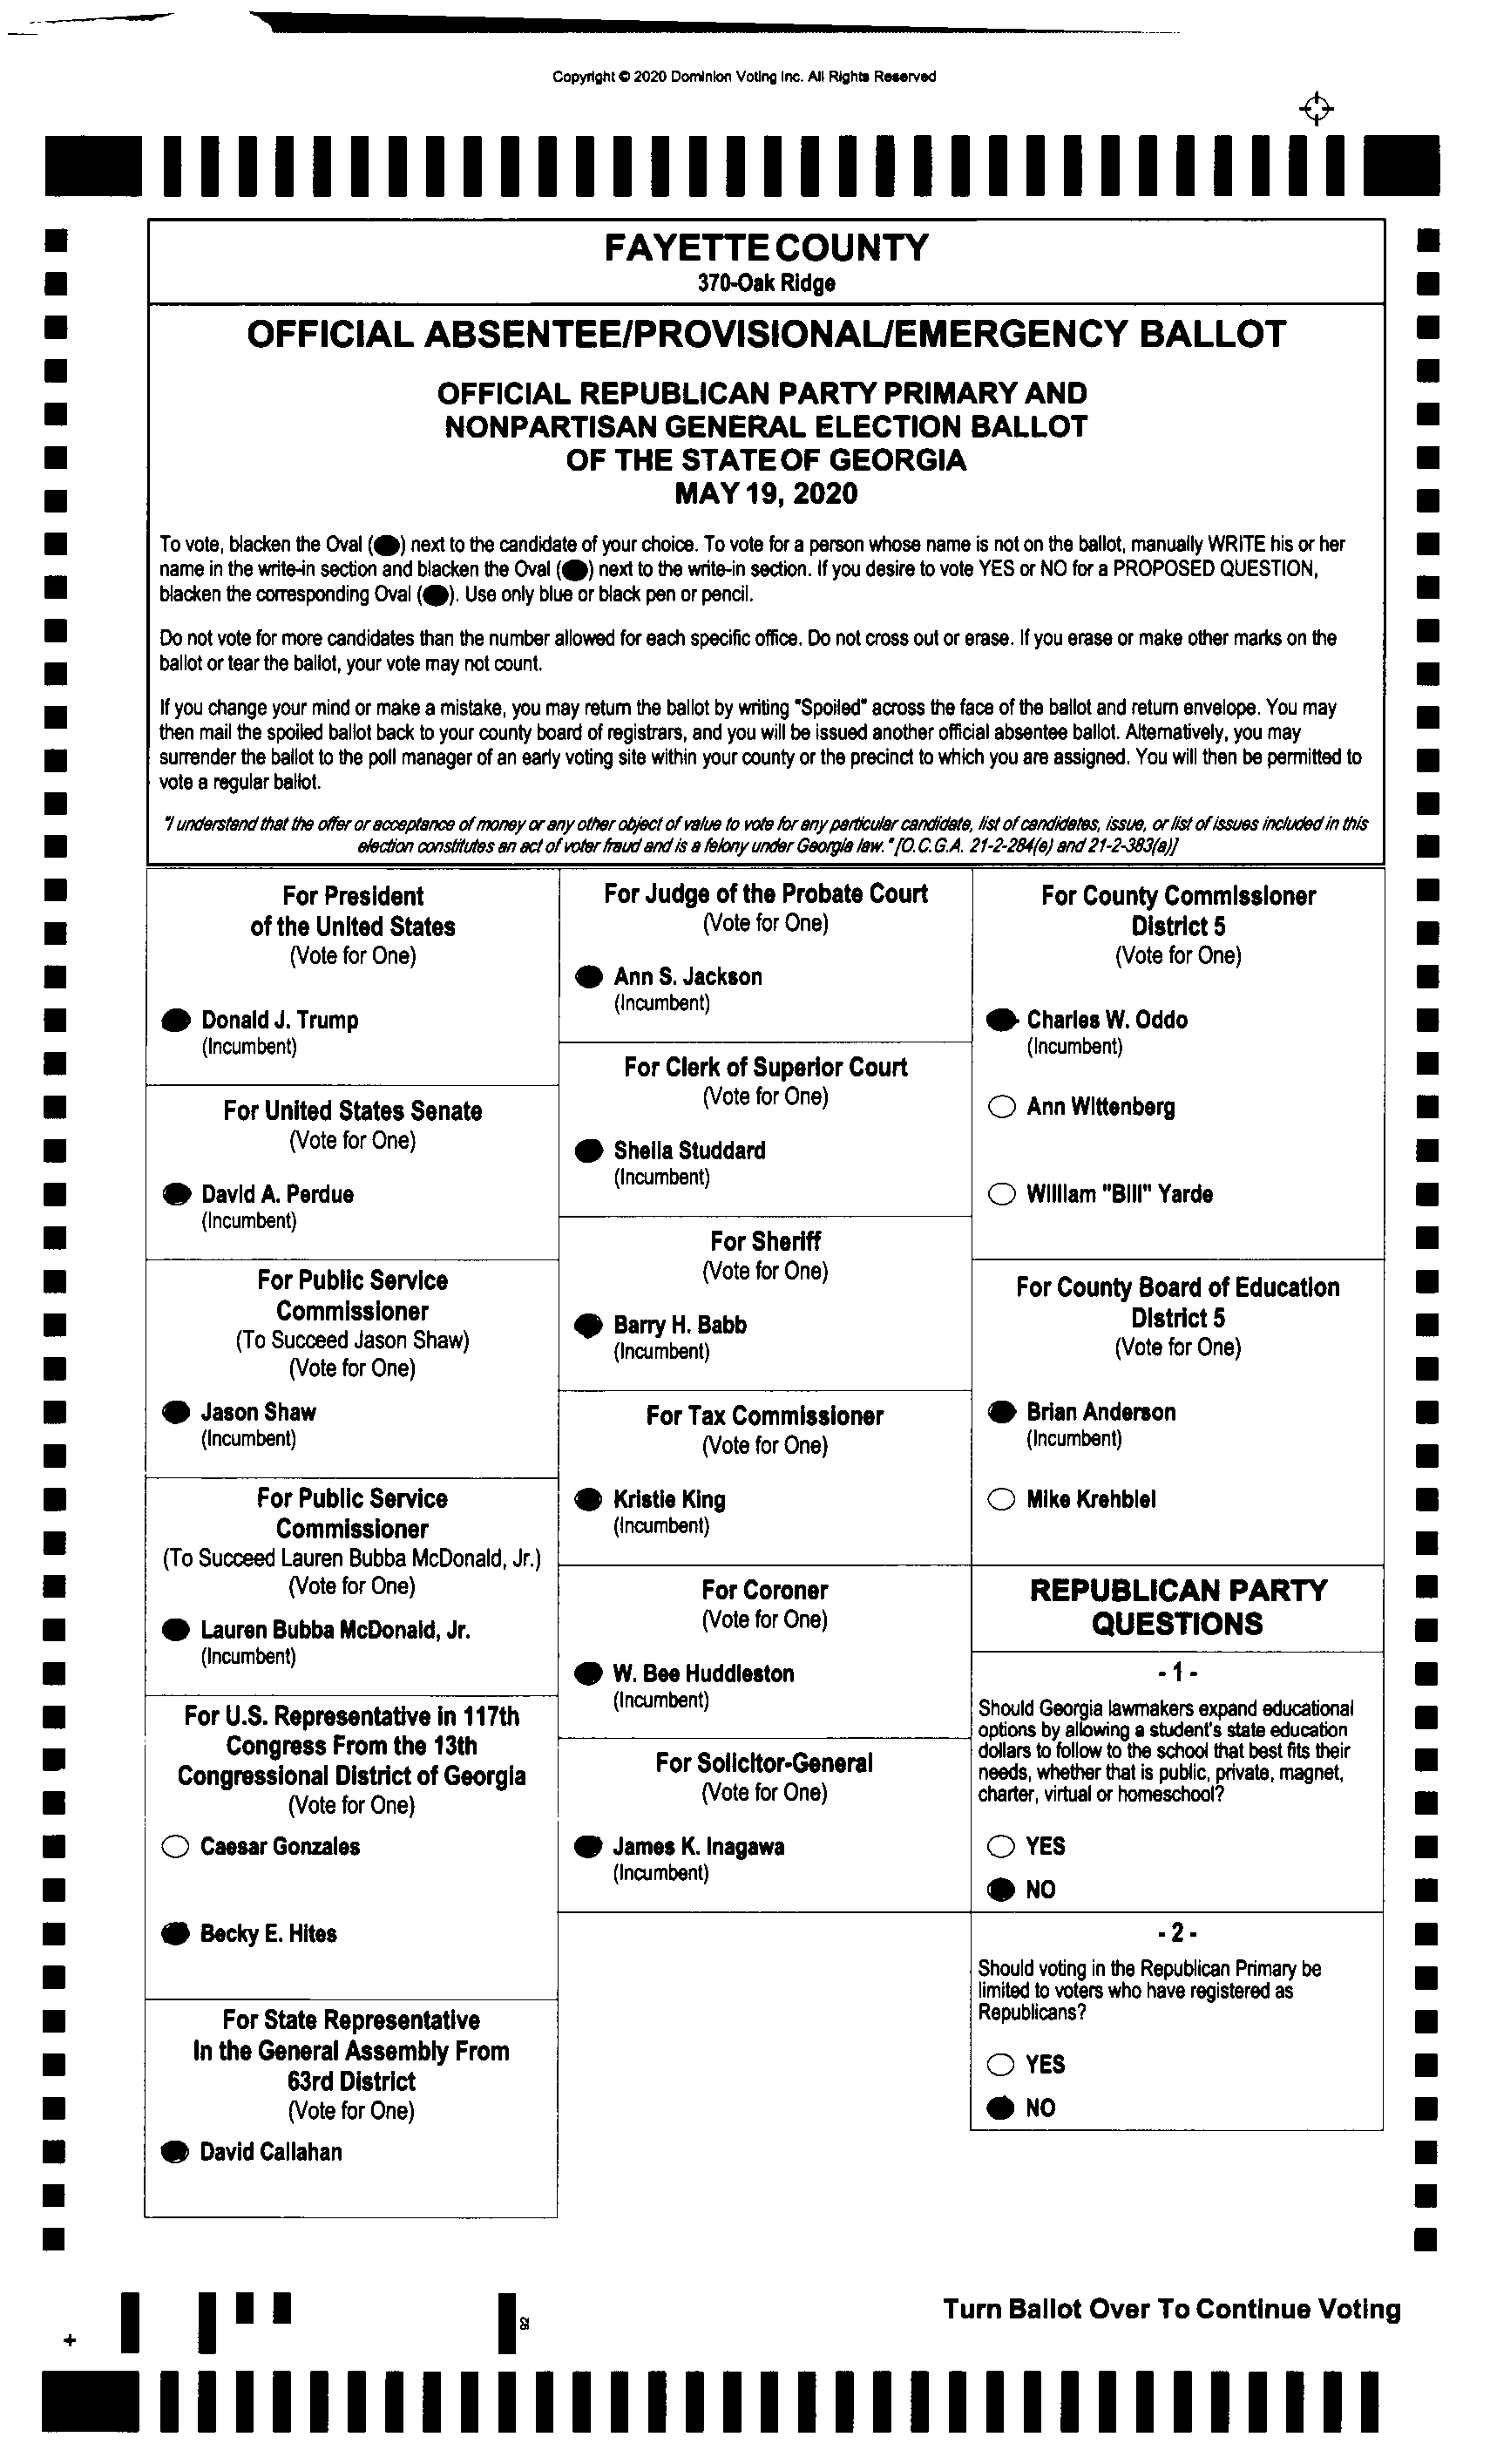 Copyright © 2020 Dominion Voting Inc. All Rights Reserved
FAYETTE COUNTY
370-Oak Ridge
OFFICIAL ABSENTEE/PROVISIONAL/EMERGENCY BALLOT
OFFICIAL REPUBLICAN PARTY PRIMARY AND
NONPARTISAN GENERAL ELECTION BALLOT
OF THE STATE OF GEORGIA
MAY 19, 2020
To vote, blacken the Oval ( ) next to the candidate of your choice. To vote for a person whose name is not on the ballot, manually WRITE his or her
name in the write-in section and blacken the Oval ( ) next to the write-in section. If you desire to vote YES or NO for a PROPOSED QUESTION,
blacken the corresponding Oval ( ). Use only blue or black pen or pencil.
Do not vote for more candidates than the number allowed for each specific office. Do not cross out or erase. If you erase or make other marks on the
ballot or tear the ballot, your vote may not count.
If you change your mind or make a mistake, you may return the ballot by writing "Spoiled" across the face of the ballot and return envelope. You may
then mail the spoiled ballot back to your county board of registrars, and you will be issued another official absentee ballot. Alternatively, you may
surrender the ballot to the poll manager of an early voting site within your county or the precinct to which you are assigned. You will then be permitted to
vote a regular ballot.
"I understand that the offer or acceptance of money or any other object of value to vote for any particular candidate, list of candidates, issue, or list of issues included in this
election constitutes an act of voter fraud and is a felony under Georgia law." [O.C.G.A. 21-2-284(e) and 21-2-383(a)]
For President
of the United States
(Vote for One)
Donald J. Trump
(Incumbent)
For United States Senate
(Vote for One)
David A. Perdue
(Incumbent)
For Public Service
Commissioner
(To Succeed Jason Shaw)
(Vote for One)
Jason Shaw
(Incumbent)
For Public Service
Commissioner
(To Succeed Lauren Bubba McDonald, Jr.)
(Vote for One)
Lauren Bubba McDonald, Jr.
(Incumbent)
For U.S. Representative in 117th
Congress From the 13th
Congressional District of Georgia
(Vote for One)
Caesar Gonzales
Becky E. Hites
For State Representative
In the General Assembly From
63rd District
(Vote for One)
David Callahan
For Judge of the Probate Court
(Vote for One)
Ann S. Jackson
(Incumbent)
For Clerk of Superior Court
(Vote for One)
Sheila Studdard
(Incumbent)
For Sheriff
(Vote for One)
Barry H. Babb
(Incumbent)
For Tax Commissioner
(Vote for One)
Kristie King
(Incumbent)
For Coroner
(Vote for One)
W. Bee Huddleston
(Incumbent)
For Solicitor-General
(Vote for One)
James K. Inagawa
(Incumbent)
For County Commissioner
District 5
(Vote for One)
Charles W. Oddo
(Incumbent)
Ann Wittenberg
William "Bill" Yarde
For County Board of Education
District 5
(Vote for One)
Brian Anderson
(Incumbent)
Mike Krehbiel
REPUBLICAN PARTY
QUESTIONS
- 1 -
Should Georgia lawmakers expand educational
options by allowing a student's state education
dollars to follow to the school that best fits their
needs, whether that is public, private, magnet,
charter, virtual or homeschool?
YES
NO
- 2 -
Should voting in the Republican Primary be
limited to voters who have registered as
Republicans?
YES
NO
Turn Ballot Over To Continue Voting